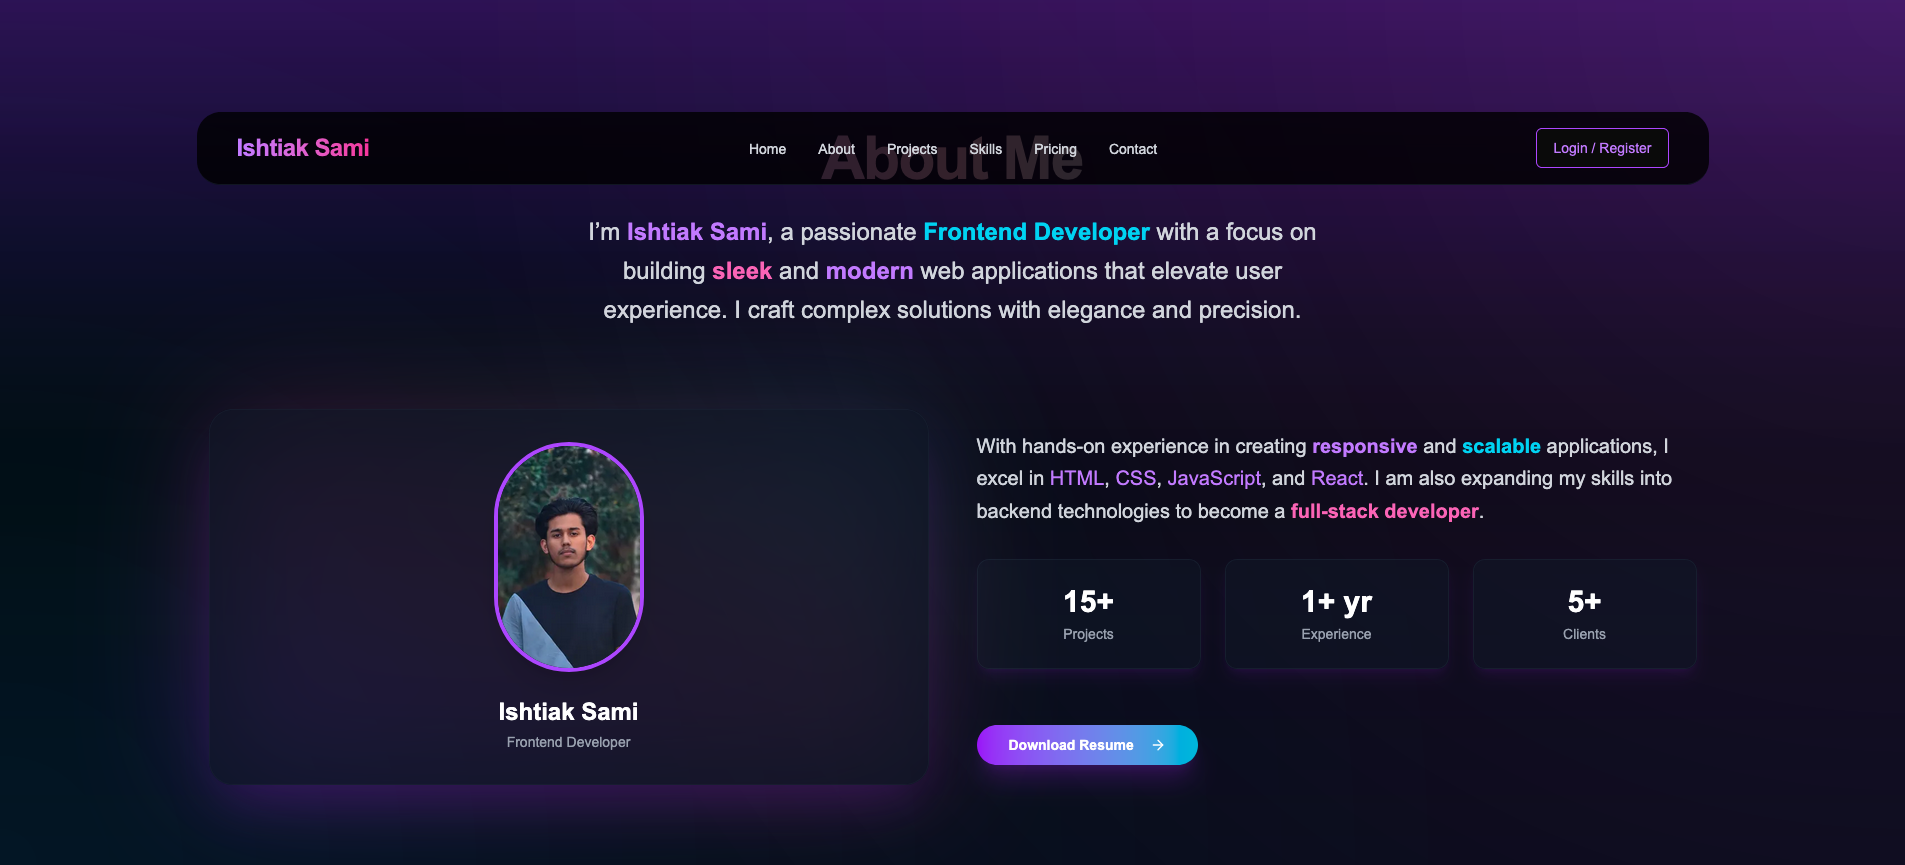 Ishtiak Sami
Home About Projects Skills Pricing Contact
Login / Register
About Me
I’m Ishtiak Sami, a passionate Frontend Developer with a focus on
building sleek and modern web applications that elevate user
experience. I craft complex solutions with elegance and precision.
Ishtiak Sami
Frontend Developer
With hands-on experience in creating responsive and scalable applications, I
excel in HTML, CSS, JavaScript, and React. I am also expanding my skills into
backend technologies to become a full-stack developer.
15+
Projects
1+ yr
Experience
5+
Clients
Download Resume